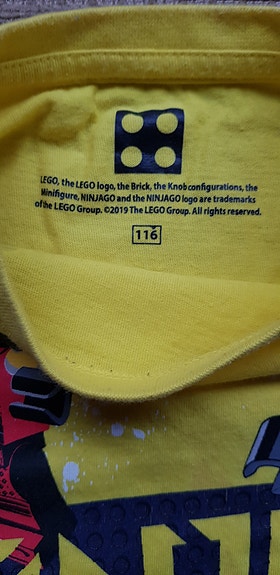 LEGO, the LEGO logo, the Brick, the Knob configurations, the
Minifigure, NINJAGO and the NINJAGO logo are trademarks
of the LEGO Group. ©2019 The LEGO Group. All rights reserved.
116